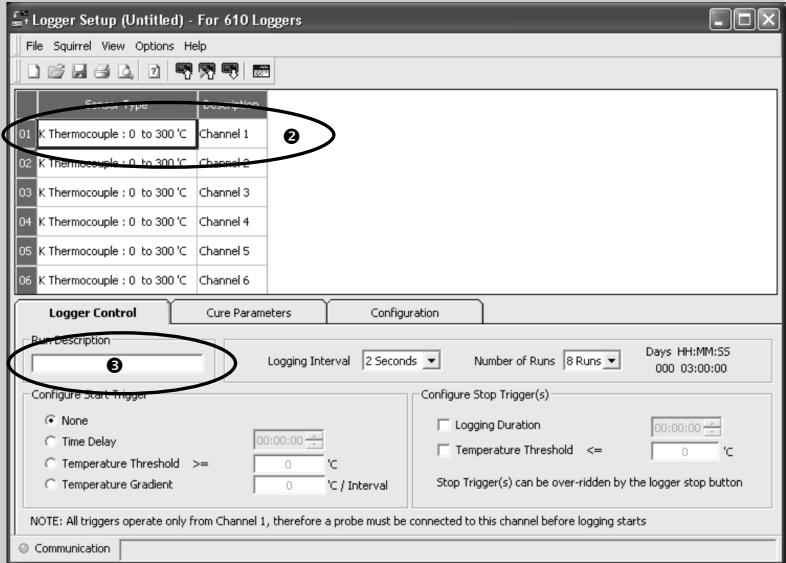 Logger Setup (Untitled) - For 610 Loggers
File Squirrel View Options Help
Sensor Type Description
01 K Thermocouple : 0 to 300 'C Channel 1 ❷
02 K Thermocouple : 0 to 300 'C Channel 2
03 K Thermocouple : 0 to 300 'C Channel 3
04 K Thermocouple : 0 to 300 'C Channel 4
05 K Thermocouple : 0 to 300 'C Channel 5
06 K Thermocouple : 0 to 300 'C Channel 6
Logger Control Cure Parameters Configuration
Run Description
❸
Logging Interval 2 Seconds Number of Runs 8 Runs Days HH:MM:SS
000 03:00:00
Configure Start Trigger
None
Time Delay 00:00:00
Temperature Threshold >= 0 'C
Temperature Gradient 0 'C / Interval
Configure Stop Trigger(s)
Logging Duration 00:00:00
Temperature Threshold <= 0 'C
Stop Trigger(s) can be over-ridden by the logger stop button
NOTE: All triggers operate only from Channel 1, therefore a probe must be connected to this channel before logging starts
Communication